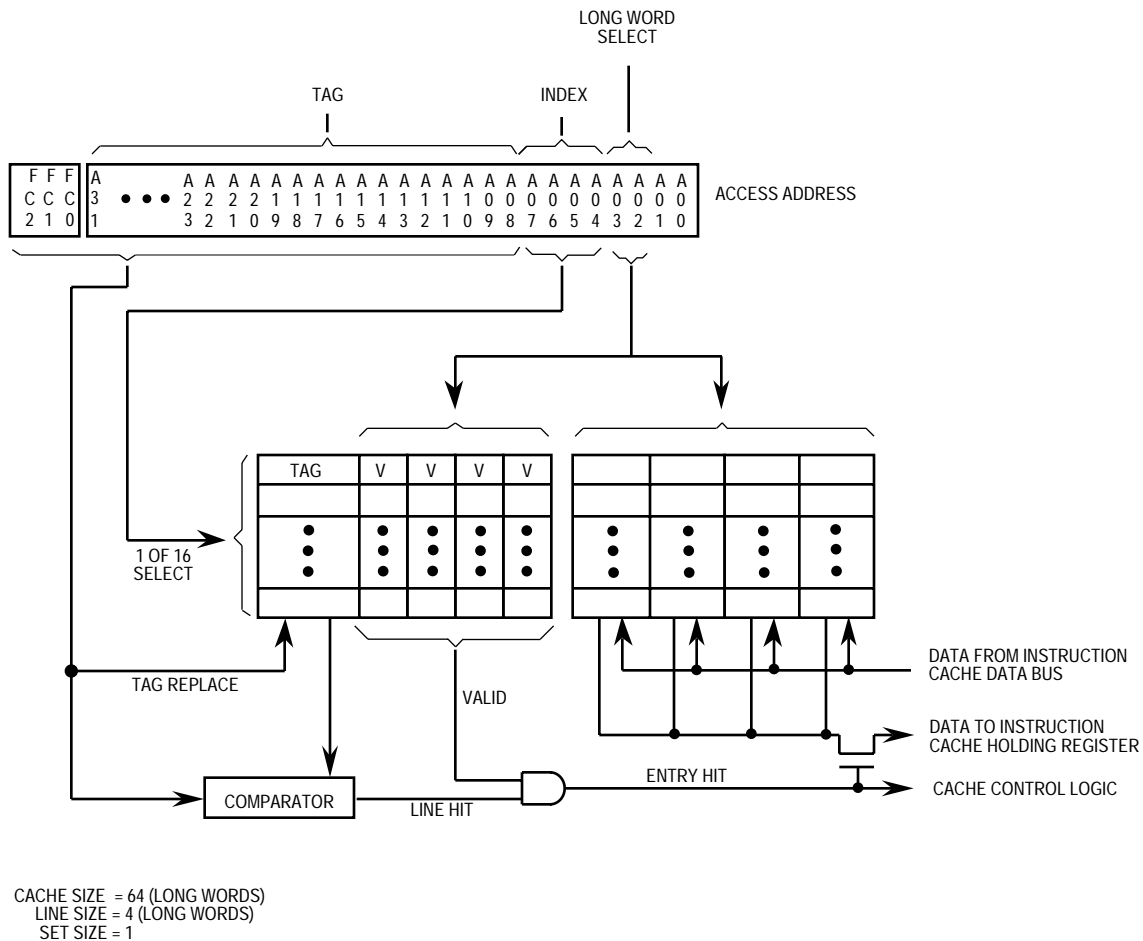 LONG WORD
SELECT
TAG
INDEX
F F F
C C C
2 1 0
A A A A A A A A A A A A A A A A A A A A A A A A A
3 • • • 2 2 2 2 1 1 1 1 1 1 1 1 1 1 0 0 0 0 0 0 0 0 0 0
1 3 2 1 0 9 8 7 6 5 4 3 2 1 0 9 8 7 6 5 4 3 2 1 0
ACCESS ADDRESS
TAG V V V V
1 OF 16
SELECT
TAG REPLACE
VALID
DATA FROM INSTRUCTION
CACHE DATA BUS
DATA TO INSTRUCTION
CACHE HOLDING REGISTER
COMPARATOR
LINE HIT
ENTRY HIT
CACHE CONTROL LOGIC
CACHE SIZE = 64 (LONG WORDS)
LINE SIZE = 4 (LONG WORDS)
SET SIZE = 1